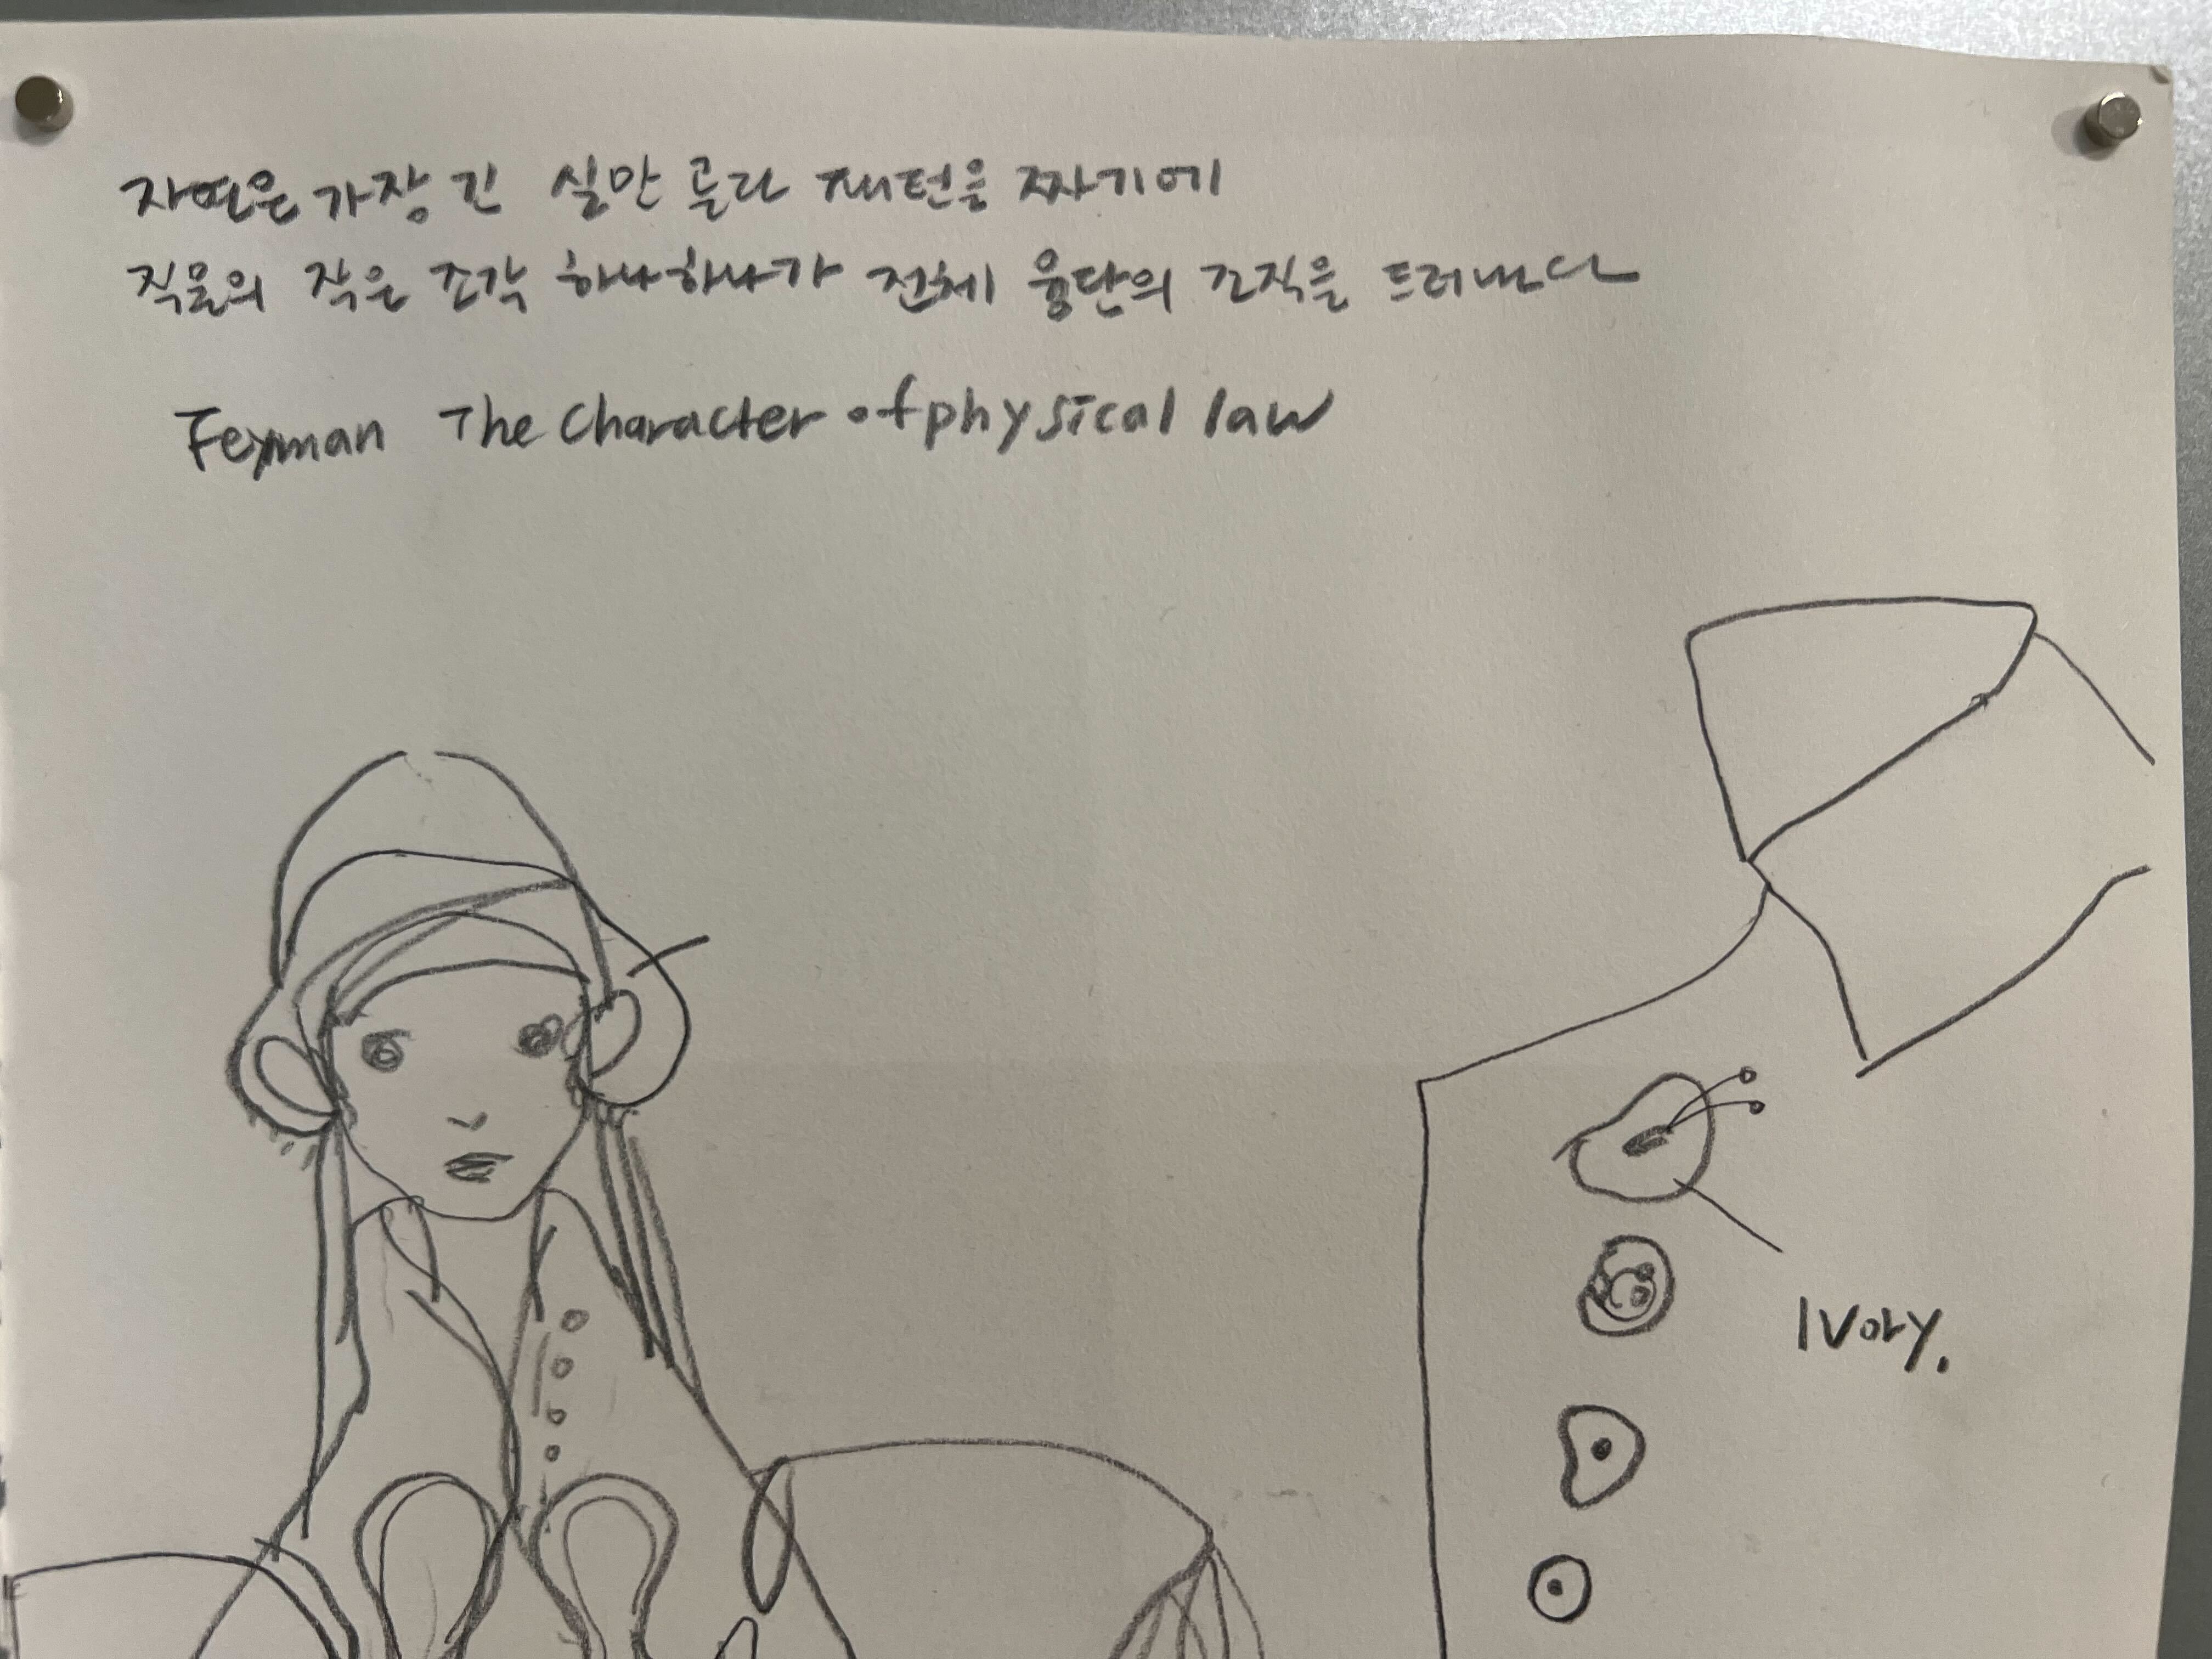 자연은 가장 긴 실만 골라 패턴을 짜기에
직물의 작은 조각 하나하나가 전체 융단의 조직을 드러낸다
Feynman The Character of physical law
Ivory.